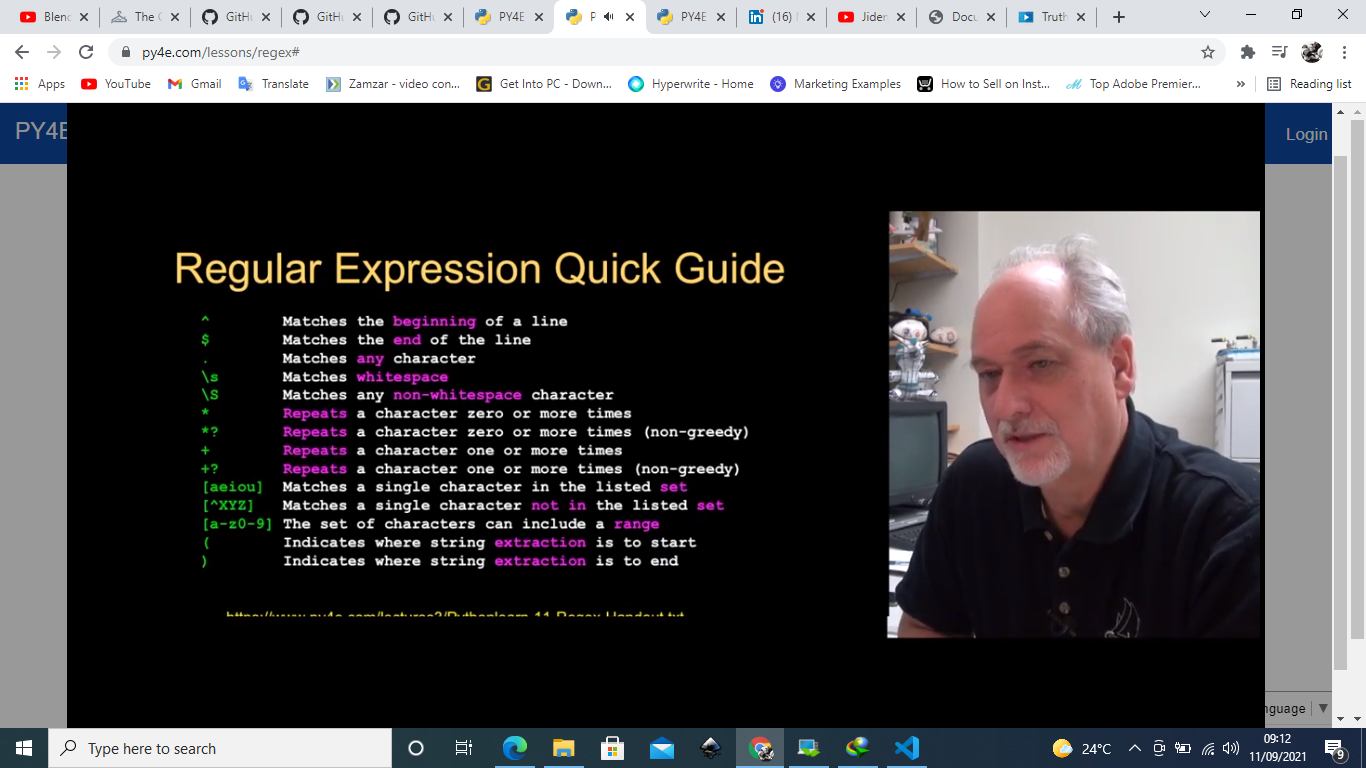 Blenc
The C
GitHu
GitHu
GitHu
PY4E
P
PY4E
(16)
Jiden
Docu
Truth
py4e.com/lessons/regex#
Apps
YouTube
Gmail
Translate
Zamzar - video con...
Get Into PC - Down...
Hyperwrite - Home
Marketing Examples
How to Sell on Inst...
Top Adobe Premier...
»
Reading list
PY4E
Login
Regular Expression Quick Guide
^ Matches the beginning of a line
$ Matches the end of the line
. Matches any character
\s Matches whitespace
\S Matches any non-whitespace character
* Repeats a character zero or more times
*? Repeats a character zero or more times (non-greedy)
+ Repeats a character one or more times
+? Repeats a character one or more times (non-greedy)
[aeiou] Matches a single character in the listed set
[^XYZ] Matches a single character not in the listed set
[a-z0-9] The set of characters can include a range
( Indicates where string extraction is to start
) Indicates where string extraction is to end
nguage
Type here to search
24°C
09:12
11/09/2021
9